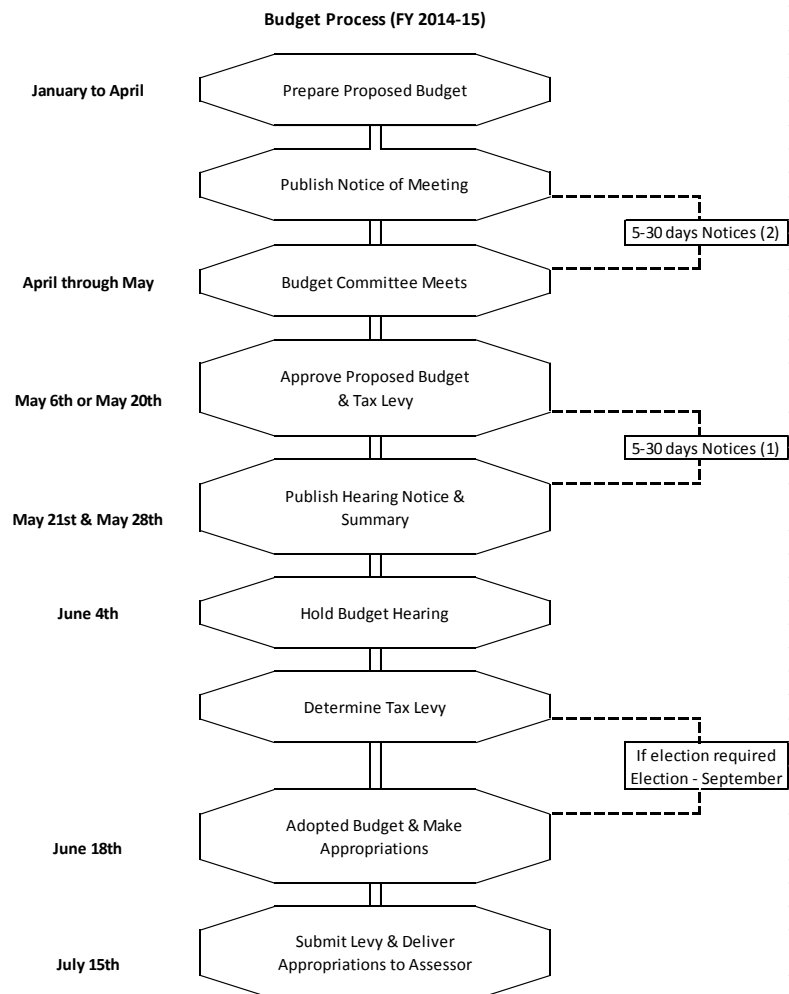 Budget Process (FY 2014-15)
January to April
Prepare Proposed Budget
Publish Notice of Meeting
5-30 days Notices (2)
April through May
Budget Committee Meets
Approve Proposed Budget
& Tax Levy
May 6th or May 20th
5-30 days Notices (1)
Publish Hearing Notice &
Summary
May 21st & May 28th
June 4th
Hold Budget Hearing
Determine Tax Levy
If election required
Election - September
Adopted Budget & Make
Appropriations
June 18th
Submit Levy & Deliver
Appropriations to Assessor
July 15th